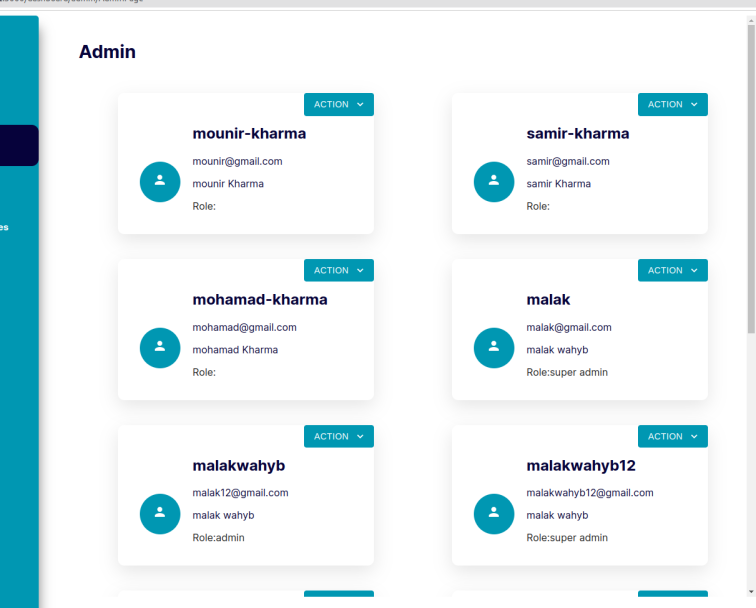 Admin
ACTION
mounir-kharma
mounir@gmail.com
mounir Kharma
Role:
ACTION
samir-kharma
samir@gmail.com
samir Kharma
Role:
es
ACTION
mohamad-kharma
mohamad@gmail.com
mohamad Kharma
Role:
ACTION
malak
malak@gmail.com
malak wahyb
Role:super admin
ACTION
malakwahyb
malak12@gmail.com
malak wahyb
Role:admin
ACTION
malakwahyb12
malakwahyb12@gmail.com
malak wahyb
Role:super admin